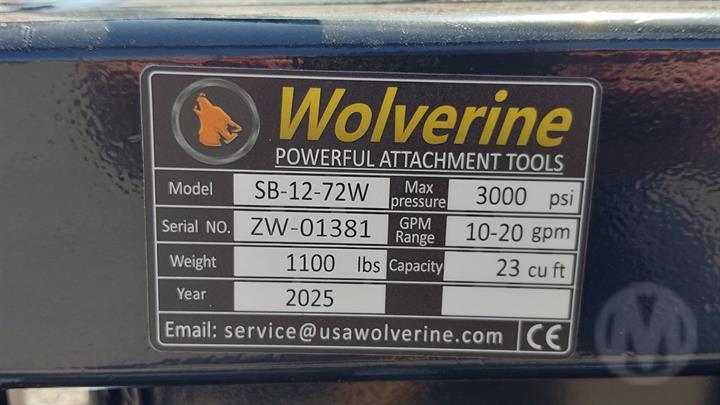 Wolverine
POWERFUL ATTACHMENT TOOLS
Model SB-12-72W Max pressure 3000 psi
Serial NO. ZW-01381 GPM Range 10-20 gpm
Weight 1100 lbs Capacity 23 cu ft
Year 2025
Email: service@usawolverine.com CE
M